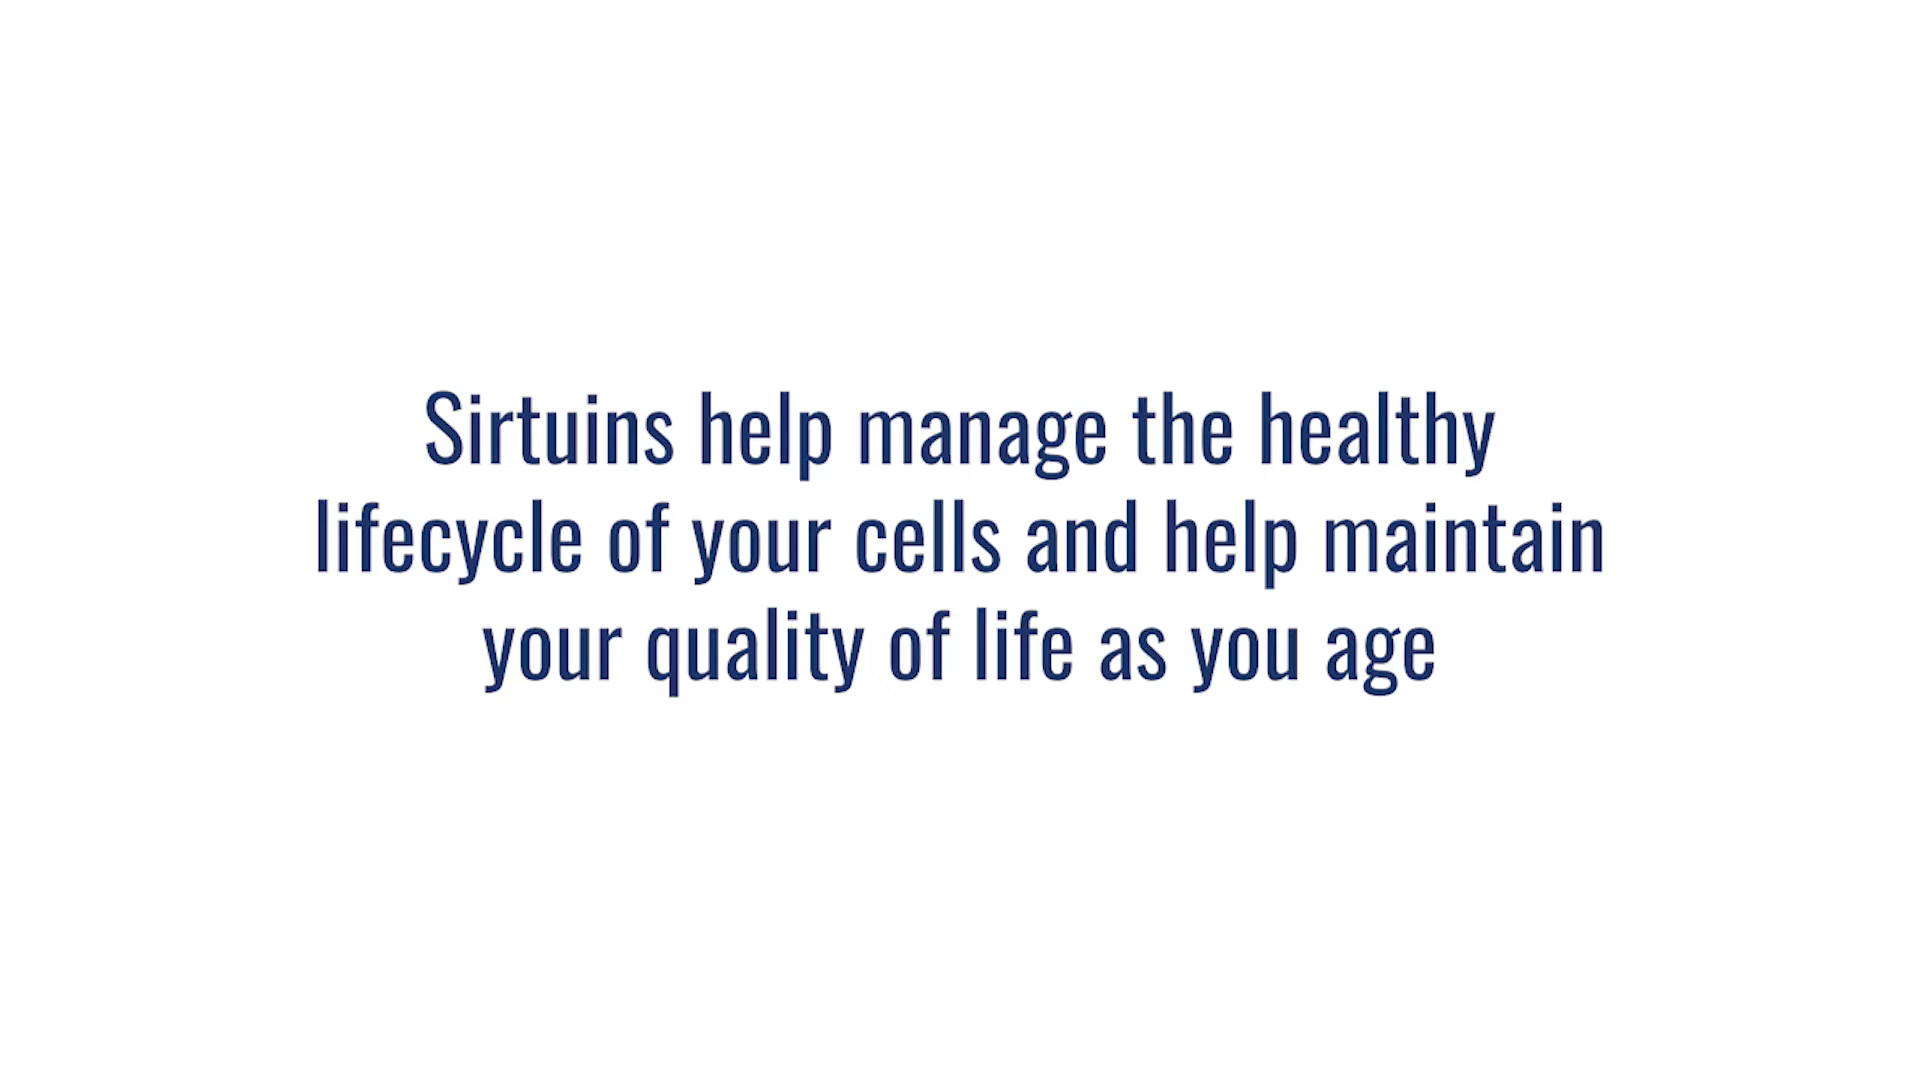 Sirtuins help manage the healthy
lifecycle of your cells and help maintain
your quality of life as you age